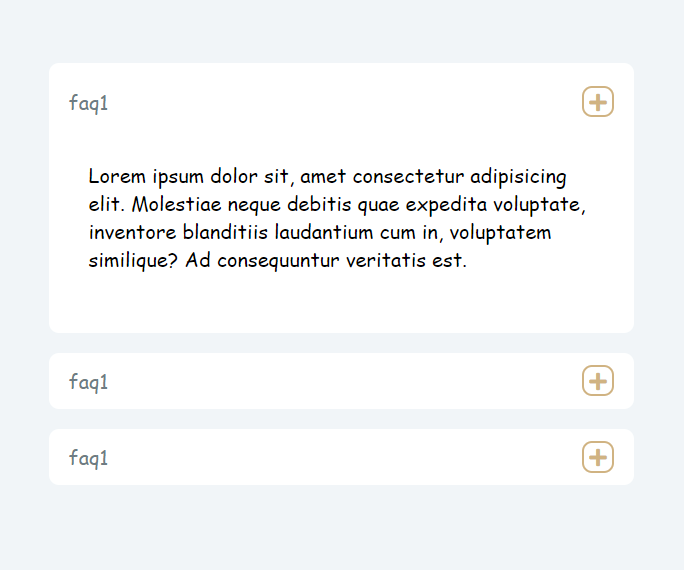 faq1
Lorem ipsum dolor sit, amet consectetur adipisicing
elit. Molestiae neque debitis quae expedita voluptate,
inventore blanditiis laudantium cum in, voluptatem
similique? Ad consequuntur veritatis est.
faq1
faq1